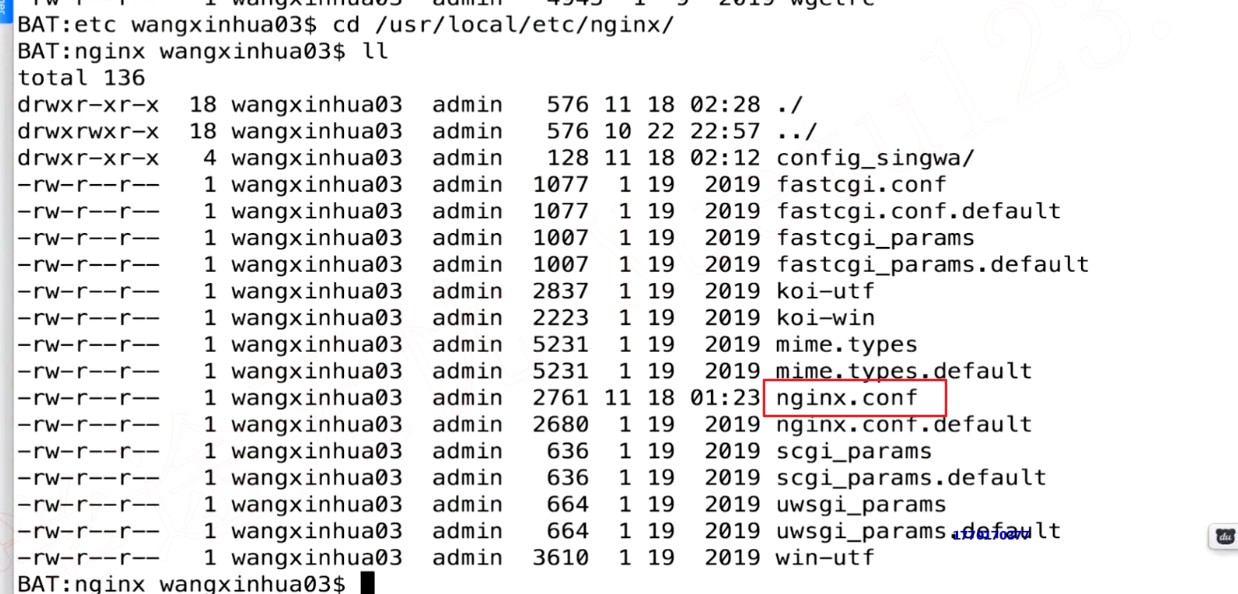 BAT:etc wangxinhua03$ cd /usr/local/etc/nginx/
BAT:nginx wangxinhua03$ ll
total 136
drwxr-xr-x  18 wangxinhua03  admin   576 11 18 02:28 ./
drwxrwxr-x  18 wangxinhua03  admin   576 10 22 22:57 ../
drwxr-xr-x   4 wangxinhua03  admin   128 11 18 02:12 config_singwa/
-rw-r--r--   1 wangxinhua03  admin  1077  1 19  2019 fastcgi.conf
-rw-r--r--   1 wangxinhua03  admin  1077  1 19  2019 fastcgi.conf.default
-rw-r--r--   1 wangxinhua03  admin  1007  1 19  2019 fastcgi_params
-rw-r--r--   1 wangxinhua03  admin  1007  1 19  2019 fastcgi_params.default
-rw-r--r--   1 wangxinhua03  admin  2837  1 19  2019 koi-utf
-rw-r--r--   1 wangxinhua03  admin  2223  1 19  2019 koi-win
-rw-r--r--   1 wangxinhua03  admin  5231  1 19  2019 mime.types
-rw-r--r--   1 wangxinhua03  admin  5231  1 19  2019 mime.types.default
-rw-r--r--   1 wangxinhua03  admin  2761 11 18 01:23 nginx.conf
-rw-r--r--   1 wangxinhua03  admin  2680  1 19  2019 nginx.conf.default
-rw-r--r--   1 wangxinhua03  admin   636  1 19  2019 scgi_params
-rw-r--r--   1 wangxinhua03  admin   636  1 19  2019 scgi_params.default
-rw-r--r--   1 wangxinhua03  admin   664  1 19  2019 uwsgi_params
-rw-r--r--   1 wangxinhua03  admin   664  1 19  2019 uwsgi_params.default
-rw-r--r--   1 wangxinhua03  admin  3610  1 19  2019 win-utf
BAT:nginx wangxinhua03$
du